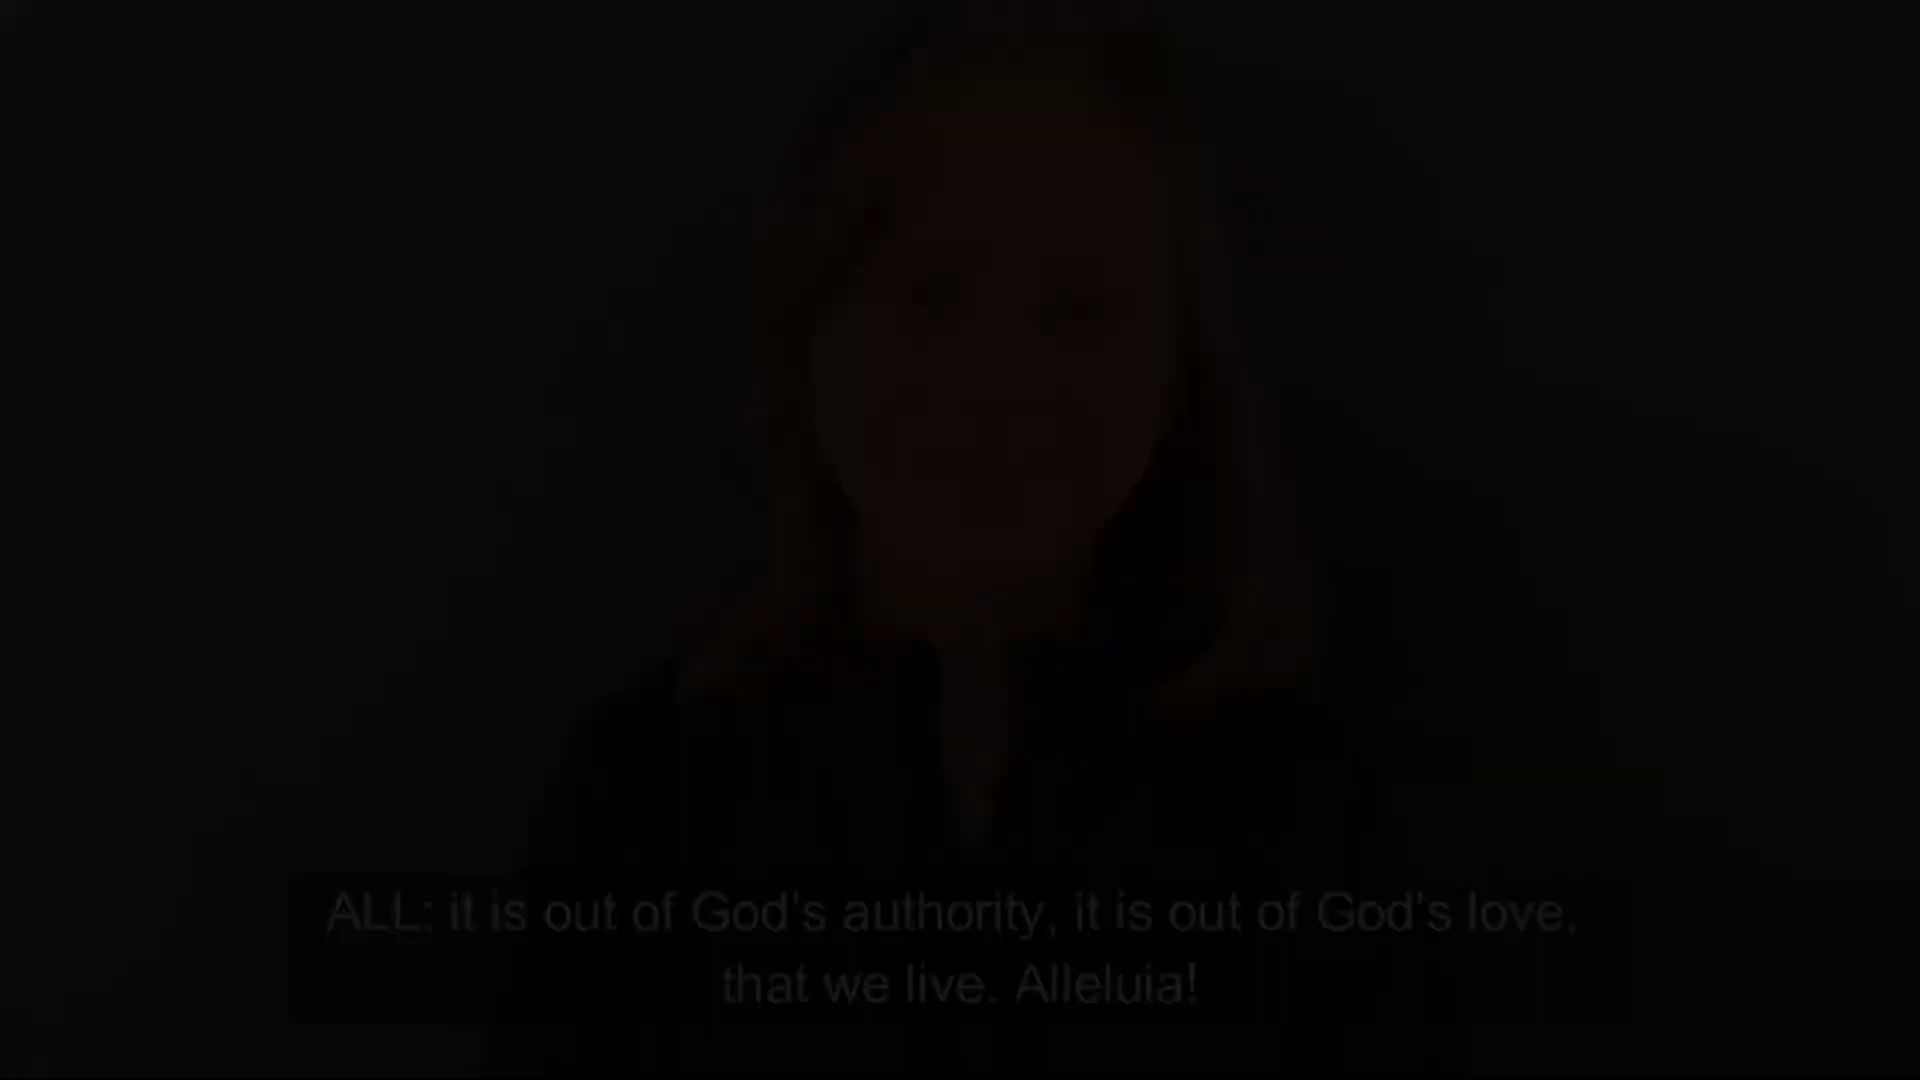 ALL: it is out of God's authority, it is out of God's love,
that we live. Alleluia!